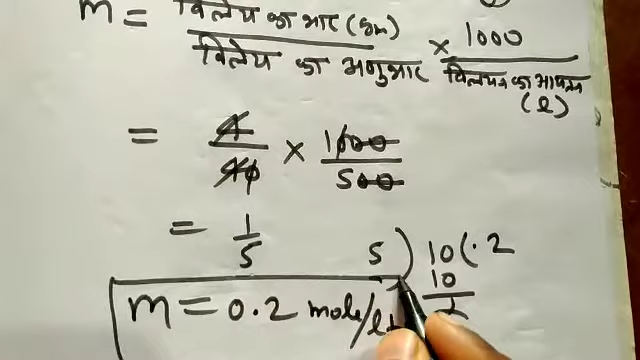 m = विलेय का भार (gm) × 1000
विलेय का अणुभार विलयन का आयतन
(l)
= 4/40 × 1000/500
= 1/5 5 ) 10 ( .2
10
m = 0.2 mole/